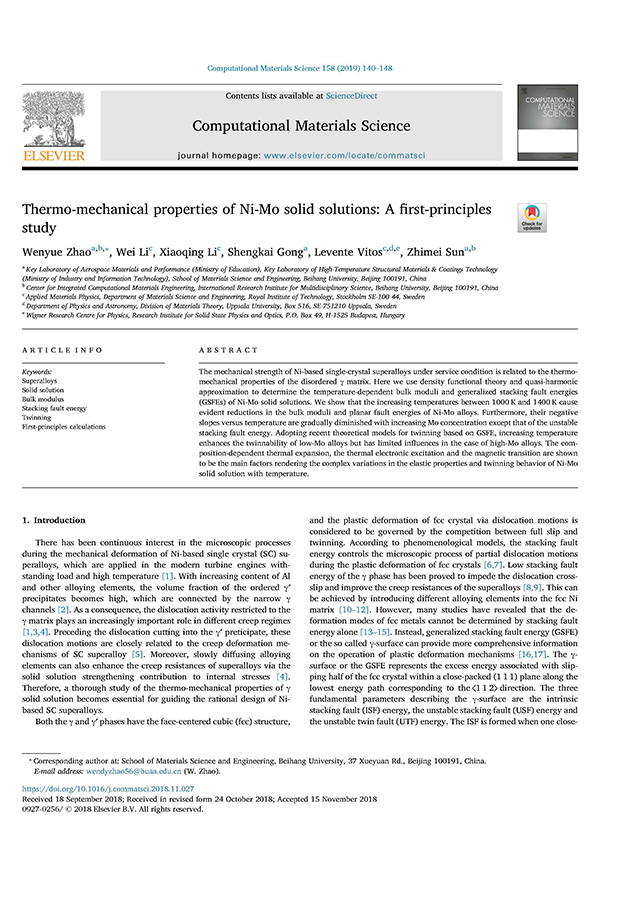 Computational Materials Science 158 (2019) 140–148
Contents lists available at ScienceDirect
Computational Materials Science
journal homepage: www.elsevier.com/locate/commatsci
ELSEVIER
COMPUTATIONAL
MATERIALS
SCIENCE
Thermo-mechanical properties of Ni-Mo solid solutions: A first-principles
study
Check for
updates
Wenyue Zhaoa,b,⁎, Wei Lic, Xiaoqing Lic, Shengkai Gonga, Levente Vitosc,d,e, Zhimei Suna,b
a Key Laboratory of Aerospace Materials and Performance (Ministry of Education), Key Laboratory of High-Temperature Structural Materials & Coatings Technology
(Ministry of Industry and Information Technology), School of Materials Science and Engineering, Beihang University, Beijing 100191, China
b Center for Integrated Computational Materials Engineering, International Research Institute for Multidisciplinary Science, Beihang University, Beijing 100191, China
c Applied Materials Physics, Department of Materials Science and Engineering, Royal Institute of Technology, Stockholm SE-100 44, Sweden
d Department of Physics and Astronomy, Division of Materials Theory, Uppsala University, Box 516, SE-751210 Uppsala, Sweden
e Wigner Research Centre for Physics, Research Institute for Solid State Physics and Optics, P.O. Box 49, H-1525 Budapest, Hungary
ARTICLE INFO
Keywords:
Superalloys
Solid solution
Bulk modulus
Stacking fault energy
Twinning
First-principles calculations
ABSTRACT
The mechanical strength of Ni-based single-crystal superalloys under service condition is related to the thermo-
mechanical properties of the disordered γ matrix. Here we use density functional theory and quasi-harmonic
approximation to determine the temperature-dependent bulk moduli and generalized stacking fault energies
(GSFEs) of Ni-Mo solid solutions. We show that the increasing temperatures between 1000 K and 1400 K cause
evident reductions in the bulk moduli and planar fault energies of Ni-Mo alloys. Furthermore, their negative
slopes versus temperature are gradually diminished with increasing Mo concentration except that of the unstable
stacking fault energy. Adopting recent theoretical models for twinning based on GSFE, increasing temperature
enhances the twinnability of low-Mo alloys but has limited influences in the case of high-Mo alloys. The com-
position-dependent thermal expansion, the thermal electronic excitation and the magnetic transition are shown
to be the main factors rendering the complex variations in the elastic properties and twinning behavior of Ni-Mo
solid solution with temperature.
1. Introduction
There has been continuous interest in the microscopic processes
during the mechanical deformation of Ni-based single crystal (SC) su-
peralloys, which are applied in the modern turbine engines with-
standing load and high temperature [1]. With increasing content of Al
and other alloying elements, the volume fraction of the ordered γ′
precipitates becomes high, which are connected by the narrow γ
channels [2]. As a consequence, the dislocation activity restricted to the
γ matrix plays an increasingly important role in different creep regimes
[1,3,4]. Preceding the dislocation cutting into the γ′ preticipate, these
dislocation motions are closely related to the creep deformation me-
chanisms of SC superalloy [5]. Moreover, slowly diffusing alloying
elements can also enhance the creep resistances of superalloys via the
solid solution strengthening contribution to internal stresses [4].
Therefore, a thorough study of the thermo-mechanical properties of γ
solid solution becomes essential for guiding the rational design of Ni-
based SC superalloys.
Both the γ and γ′ phases have the face-centered cubic (fcc) structure,
and the plastic deformation of fcc crystal via dislocation motions is
considered to be governed by the competition between full slip and
twinning. According to phenomenological models, the stacking fault
energy controls the microscopic process of partial dislocation motions
during the plastic deformation of fcc crystals [6,7]. Low stacking fault
energy of the γ phase has been proved to impede the dislocation cross-
slip and improve the creep resistances of the superalloys [8,9]. This can
be achieved by introducing different alloying elements into the fcc Ni
matrix [10–12]. However, many studies have revealed that the de-
formation modes of fcc metals cannot be determined by stacking fault
energy alone [13–15]. Instead, generalized stacking fault energy (GSFE)
or the so called γ-surface can provide more comprehensive information
on the operation of plastic deformation mechanisms [16,17]. The γ-
surface or the GSFE represents the excess energy associated with slip-
ping half of the fcc crystal within a close-packed (1 1 1) plane along the
lowest energy path corresponding to the ⟨1 1 2⟩ direction. The three
fundamental parameters describing the γ-surface are the intrinsic
stacking fault (ISF) energy, the unstable stacking fault (USF) energy and
the unstable twin fault (UTF) energy. The ISF is formed when one close-
⁎ Corresponding author at: School of Materials Science and Engineering, Beihang University, 37 Xueyuan Rd., Beijing 100191, China.
E-mail address: wendyzhao56@buaa.edu.cn (W. Zhao).
https://doi.org/10.1016/j.commatsci.2018.11.027
Received 18 September 2018; Received in revised form 24 October 2018; Accepted 15 November 2018
0927-0256/ © 2018 Elsevier B.V. All rights reserved.